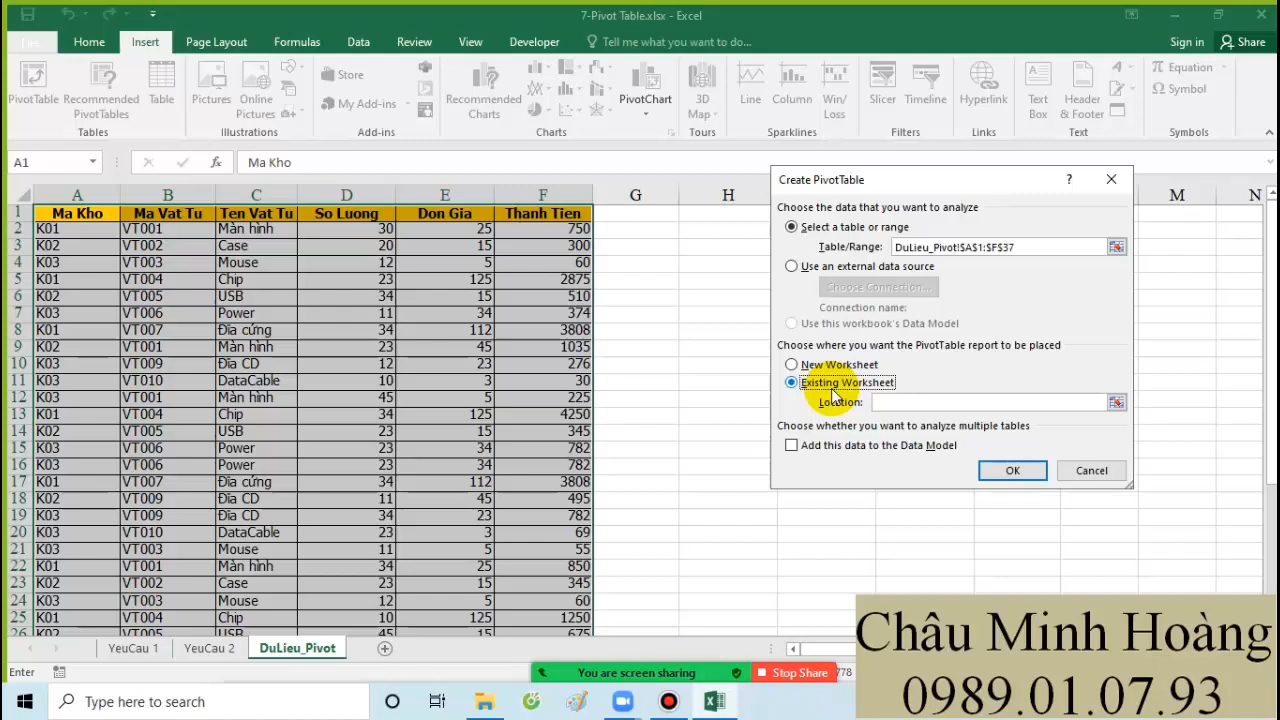 7-Pivot Table.xlsx - Excel
File Home Insert Page Layout Formulas Data Review View Developer Tell me what you want to do... Sign in Share
PivotTable Recommended PivotTables Table Pictures Online Pictures Store My Add-ins Recommended Charts PivotChart 3D Map Line Column Win/Loss Slicer Timeline Hyperlink Text Box Header & Footer Equation Symbol
Tables Illustrations Add-ins Charts Tours Sparklines Filters Links Text Symbols
A1 fx Ma Kho
A B C D E F G H M N
1 Ma Kho Ma Vat Tu Ten Vat Tu So Luong Don Gia Thanh Tien
2 K01 VT001 Màn hình 30 25 750
3 K02 VT002 Case 20 15 300
4 K03 VT003 Mouse 12 5 60
5 K01 VT004 Chip 23 125 2875
6 K02 VT005 USB 34 15 510
7 K03 VT006 Power 11 34 374
8 K01 VT007 Đĩa cứng 34 112 3808
9 K02 VT001 Màn hình 23 45 1035
10 K03 VT009 Đĩa CD 12 23 276
11 K03 VT010 DataCable 10 3 30
12 K03 VT001 Màn hình 45 5 225
13 K01 VT004 Chip 34 125 4250
14 K02 VT005 USB 23 15 345
15 K03 VT006 Power 23 34 782
16 K03 VT006 Power 23 34 782
17 K01 VT007 Đĩa cứng 34 112 3808
18 K02 VT009 Đĩa CD 11 45 495
19 K03 VT009 Đĩa CD 34 23 782
20 K03 VT010 DataCable 23 3 69
21 K03 VT003 Mouse 11 5 55
22 K01 VT001 Màn hình 34 25 850
23 K02 VT002 Case 23 15 345
24 K03 VT003 Mouse 12 5 60
25 K01 VT004 Chip 10 125 1250
26 K02 VT005 USB 45 15 675
Create PivotTable ?
Choose the data that you want to analyze
Select a table or range
Table/Range: DuLieu_Pivot!$A$1:$F$37
Use an external data source
Choose Connection...
Connection name:
Use this workbook's Data Model
Choose where you want the PivotTable report to be placed
New Worksheet
Existing Worksheet
Location:
Choose whether you want to analyze multiple tables
Add this data to the Data Model
OK Cancel
YeuCau 1 YeuCau 2 DuLieu_Pivot
Enter You are screen sharing Stop Share 778
Type here to search
Châu Minh Hoàng
0989.01.07.93